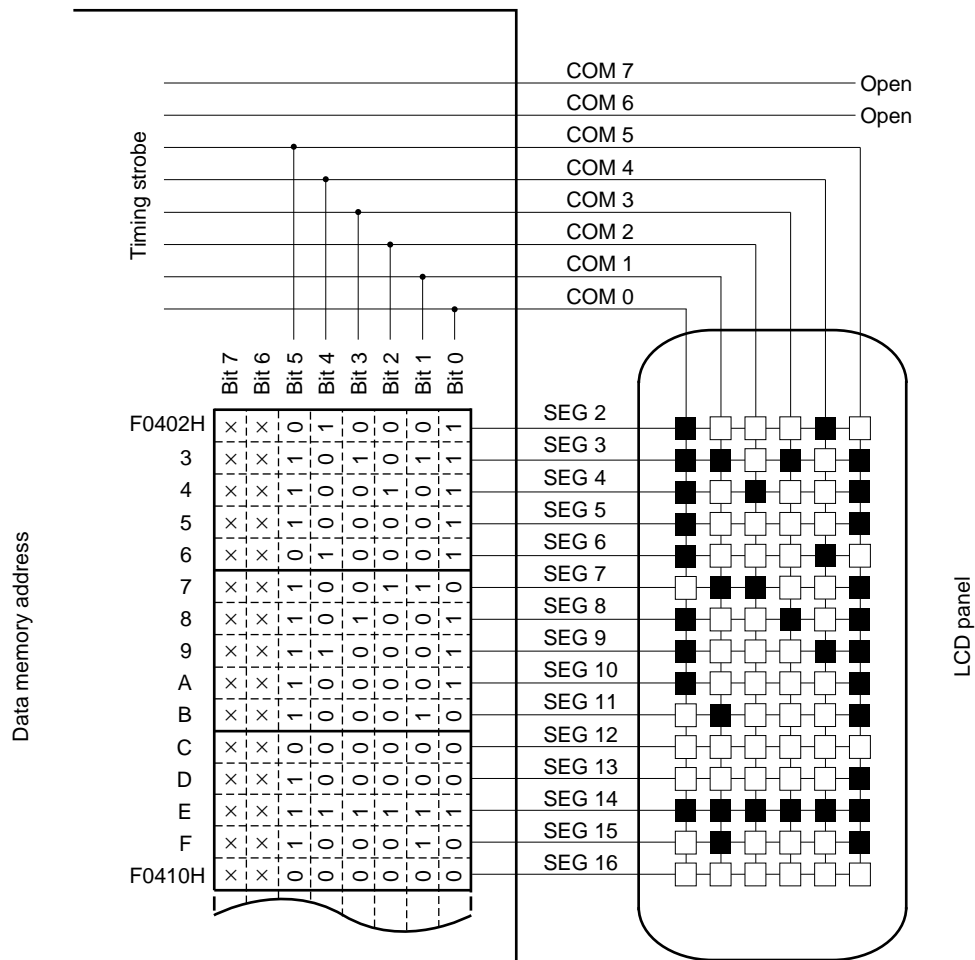 COM 7
Open
COM 6
Open
COM 5
COM 4
COM 3
COM 2
COM 1
COM 0
Timing strobe
Bit 7 Bit 6 Bit 5 Bit 4 Bit 3 Bit 2 Bit 1 Bit 0
Data memory address
LCD panel
F0402H × × 0 1 0 0 0 1 SEG 2
3 × × 1 0 1 0 1 1 SEG 3
4 × × 1 0 0 1 0 1 SEG 4
5 × × 1 0 0 0 0 1 SEG 5
6 × × 0 1 0 0 0 1 SEG 6
7 × × 1 0 0 1 1 0 SEG 7
8 × × 1 0 1 0 0 1 SEG 8
9 × × 1 1 0 0 0 1 SEG 9
A × × 1 0 0 0 0 1 SEG 10
B × × 1 0 0 0 1 0 SEG 11
C × × 0 0 0 0 0 0 SEG 12
D × × 1 0 0 0 0 0 SEG 13
E × × 1 1 1 1 1 1 SEG 14
F × × 1 0 0 0 1 0 SEG 15
F0410H × × 0 0 0 0 0 0 SEG 16